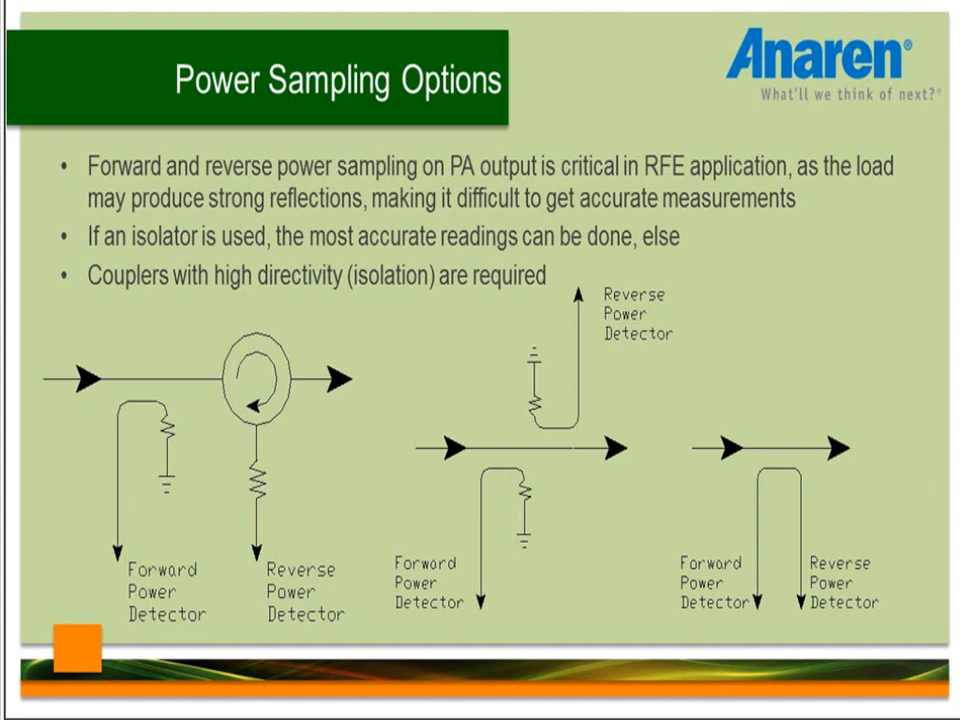 Power Sampling Options
Anaren®
What'll we think of next?®
• Forward and reverse power sampling on PA output is critical in RFE application, as the load
may produce strong reflections, making it difficult to get accurate measurements
• If an isolator is used, the most accurate readings can be done, else
• Couplers with high directivity (isolation) are required
Forward
Power
Detector
Reverse
Power
Detector
Reverse
Power
Detector
Forward
Power
Detector
Forward
Power
Detector
Reverse
Power
Detector